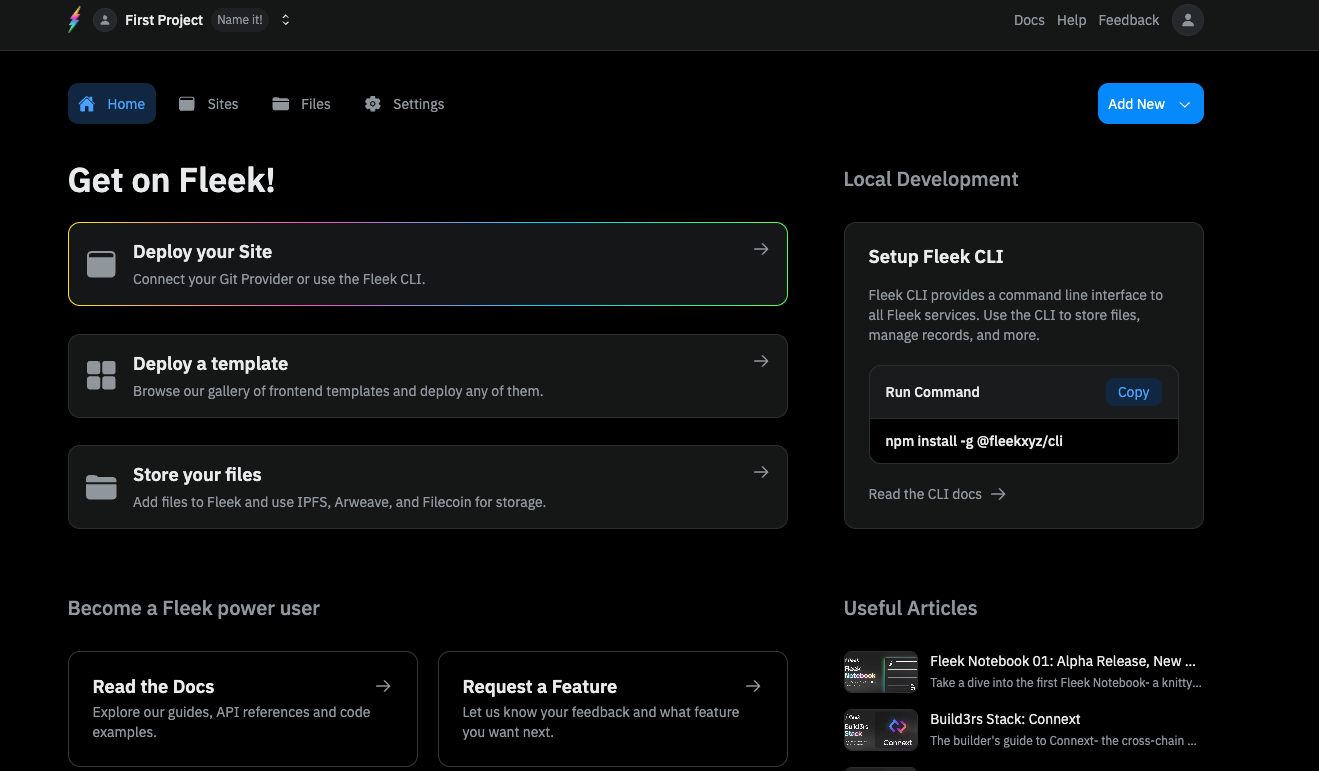 First Project Name it!
Docs Help Feedback
Home Sites Files Settings
Add New
Get on Fleek!
Deploy your Site
Connect your Git Provider or use the Fleek CLI.
Deploy a template
Browse our gallery of frontend templates and deploy any of them.
Store your files
Add files to Fleek and use IPFS, Arweave, and Filecoin for storage.
Local Development
Setup Fleek CLI
Fleek CLI provides a command line interface to
all Fleek services. Use the CLI to store files,
manage records, and more.
Run Command Copy
npm install -g @fleekxyz/cli
Read the CLI docs
Become a Fleek power user
Read the Docs
Explore our guides, API references and code
examples.
Request a Feature
Let us know your feedback and what feature
you want next.
Useful Articles
Fleek
Notebook
Fleek Notebook 01: Alpha Release, New ...
Take a dive into the first Fleek Notebook- a knitty...
Build3rs
Stack
Connext
Build3rs Stack: Connext
The builder's guide to Connext- the cross-chain ...